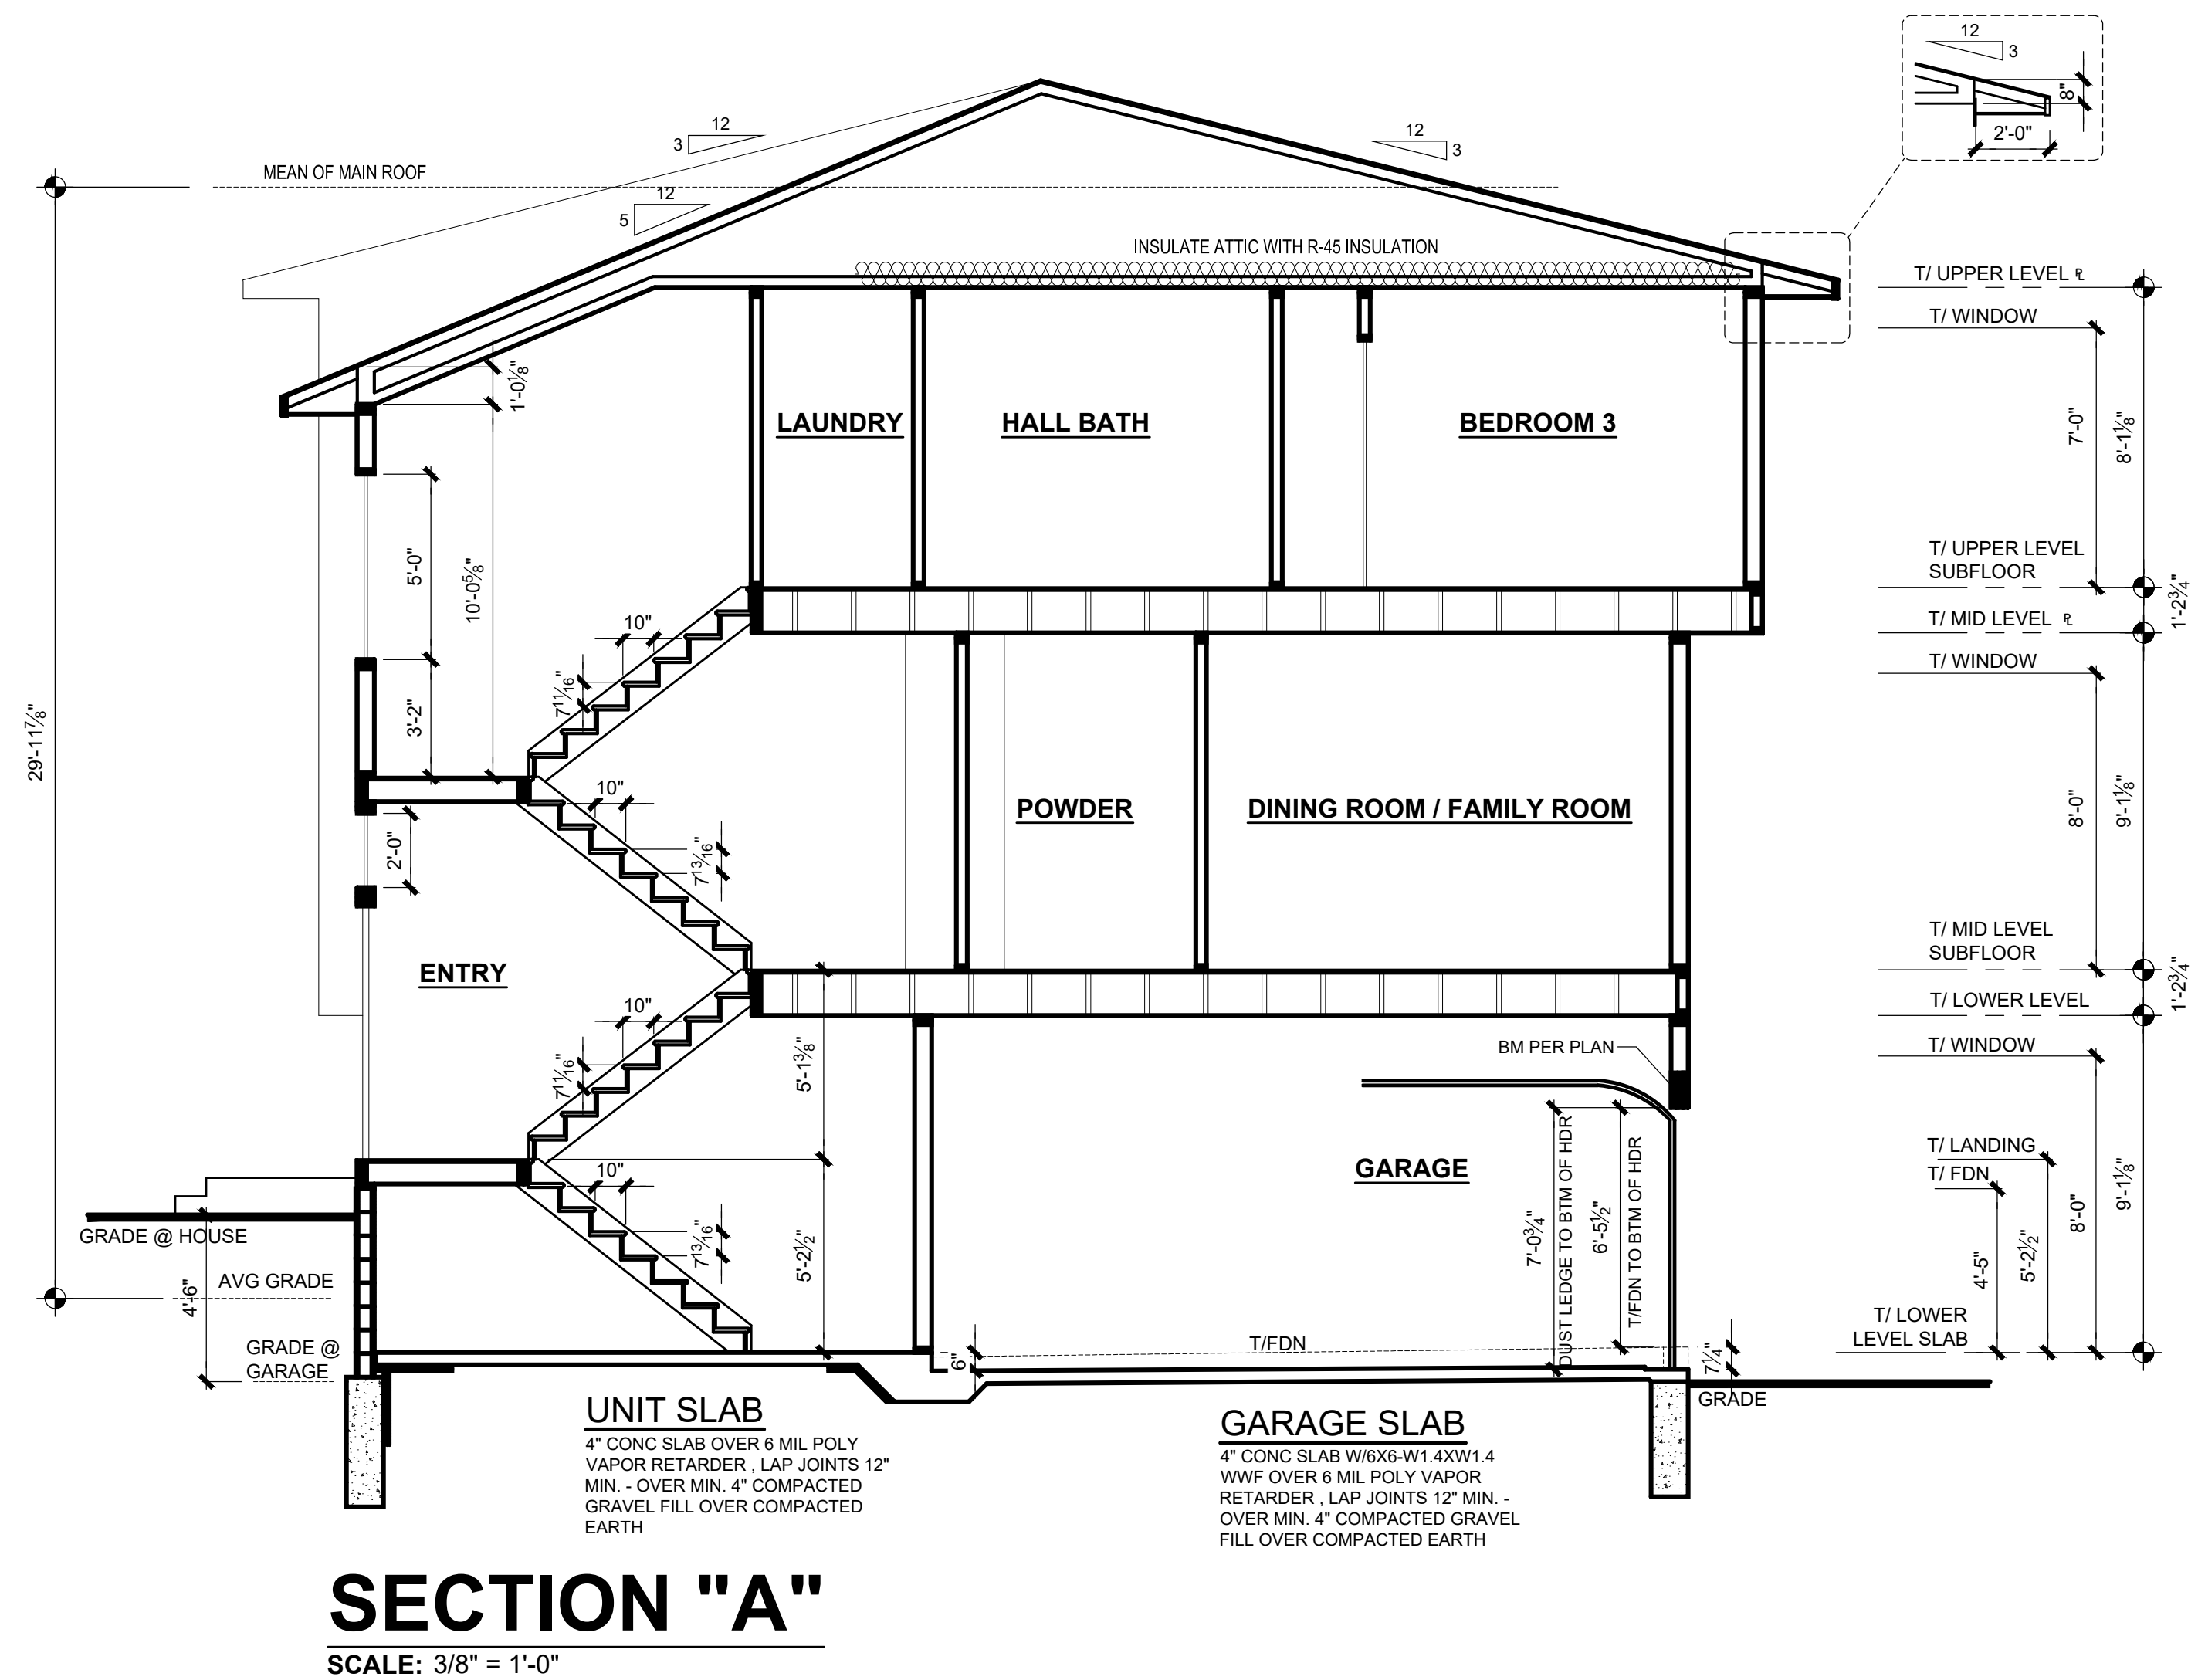 12
3
8"
2'-0"
12
3
12
3
MEAN OF MAIN ROOF
12
5
INSULATE ATTIC WITH R-45 INSULATION
T/ UPPER LEVEL ℄
T/ WINDOW
1'-0⅛"
LAUNDRY
HALL BATH
BEDROOM 3
7'-0"
8'-1⅛"
5'-0"
10'-0⅝"
T/ UPPER LEVEL
SUBFLOOR
1'-2¾"
10"
T/ MID LEVEL ℄
T/ WINDOW
7 11/16"
3'-2"
29'-11⅞"
10"
POWDER
DINING ROOM / FAMILY ROOM
8'-0"
9'-1⅛"
2'-0"
7 13/16"
T/ MID LEVEL
SUBFLOOR
ENTRY
1'-2¾"
10"
T/ LOWER LEVEL
BM PER PLAN
T/ WINDOW
7 11/16"
5'-1⅜"
10"
GARAGE
T/ LANDING
T/ FDN
9'-1⅛"
8'-0"
5'-2½"
4'-5"
7'-0¾"
DUST LEDGE TO BTM OF HDR
6'-5½"
T/FDN TO BTM OF HDR
GRADE @ HOUSE
7 13/16"
5'-2½"
AVG GRADE
4'-6"
GRADE @
GARAGE
T/FDN
6"
7¼"
T/ LOWER
LEVEL SLAB
GRADE
UNIT SLAB
4" CONC SLAB OVER 6 MIL POLY
VAPOR RETARDER , LAP JOINTS 12"
MIN. - OVER MIN. 4" COMPACTED
GRAVEL FILL OVER COMPACTED
EARTH
GARAGE SLAB
4" CONC SLAB W/6X6-W1.4XW1.4
WWF OVER 6 MIL POLY VAPOR
RETARDER , LAP JOINTS 12" MIN. -
OVER MIN. 4" COMPACTED GRAVEL
FILL OVER COMPACTED EARTH
SECTION "A"
SCALE: 3/8" = 1'-0"